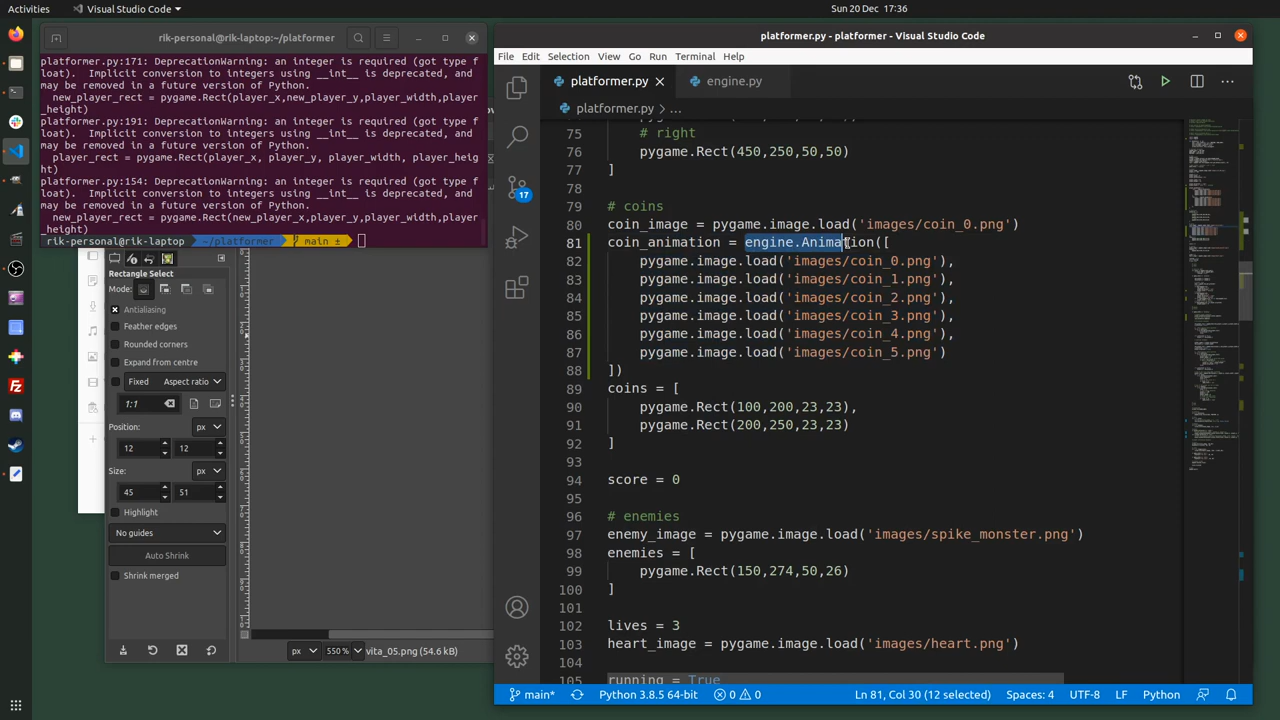 Activities
Visual Studio Code
Sun 20 Dec 17:36
rik-personal@rik-laptop:~/platformer
platformer.py:171: DeprecationWarning: an integer is required (got type f
loat).  Implicit conversion to integers using __int__ is deprecated, and
may be removed in a future version of Python.
  new_player_rect = pygame.Rect(player_x,new_player_y,player_width,player
_height)
platformer.py:191: DeprecationWarning: an integer is required (got type f
loat).  Implicit conversion to integers using __int__ is deprecated, and
may be removed in a future version of Python.
  player_rect = pygame.Rect(player_x, player_y, player_width, player_heig
ht)
platformer.py:154: DeprecationWarning: an integer is required (got type f
loat).  Implicit conversion to integers using __int__ is deprecated, and
may be removed in a future version of Python.
  new_player_rect = pygame.Rect(new_player_x,player_y,player_width,player
_height)
rik-personal@rik-laptop ~/platformer main ±
Rectangle Select
Mode:
Antialiasing
Feather edges
Rounded corners
Expand from centre
Fixed Aspect ratio
1:1
Position: px
12 12
Size: px
45 51
Highlight
No guides
Auto Shrink
Shrink merged
px 550 % vita_05.png (54.6 kB)
platformer.py - platformer - Visual Studio Code
File Edit Selection View Go Run Terminal Help
platformer.py engine.py
platformer.py > ...
17
75 # right
76 pygame.Rect(450,250,50,50)
77 ]
78
79 # coins
80 coin_image = pygame.image.load('images/coin_0.png')
81 coin_animation = engine.Animation([
82 pygame.image.load('images/coin_0.png'),
83 pygame.image.load('images/coin_1.png'),
84 pygame.image.load('images/coin_2.png'),
85 pygame.image.load('images/coin_3.png'),
86 pygame.image.load('images/coin_4.png'),
87 pygame.image.load('images/coin_5.png')
88 ])
89 coins = [
90 pygame.Rect(100,200,23,23),
91 pygame.Rect(200,250,23,23)
92 ]
93
94 score = 0
95
96 # enemies
97 enemy_image = pygame.image.load('images/spike_monster.png')
98 enemies = [
99 pygame.Rect(150,274,50,26)
100 ]
101
102 lives = 3
103 heart_image = pygame.image.load('images/heart.png')
104
105 running = True
main* Python 3.8.5 64-bit 0 0 Ln 81, Col 30 (12 selected) Spaces: 4 UTF-8 LF Python